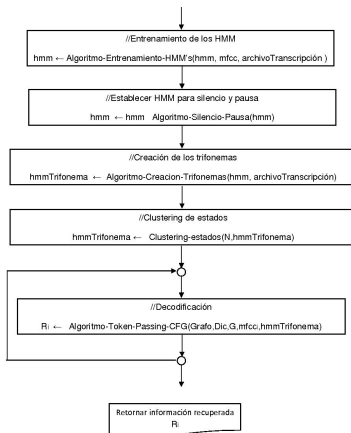 //Entrenamiento de los HMM
hmm ← Algoritmo-Entrenamiento-HMM's(hmm, mfcc, archivoTranscripción )
//Establecer HMM para silencio y pausa
hmm ← hmm Algoritmo-Silencio-Pausa(hmm)
//Creación de los trifonemas
hmmTrifonema ← Algoritmo-Creacion-Trifonemas(hmm, archivoTranscripción)
//Clustering de estados
hmmTrifonema ← Clustering-estados(N,hmmTrifonema)
//Decodificación
Ri ← Algoritmo-Token-Passing-CFG(Grafo,Dic,G,mfcci,hmmTrifonema)
Retornar información recuperada
Ri